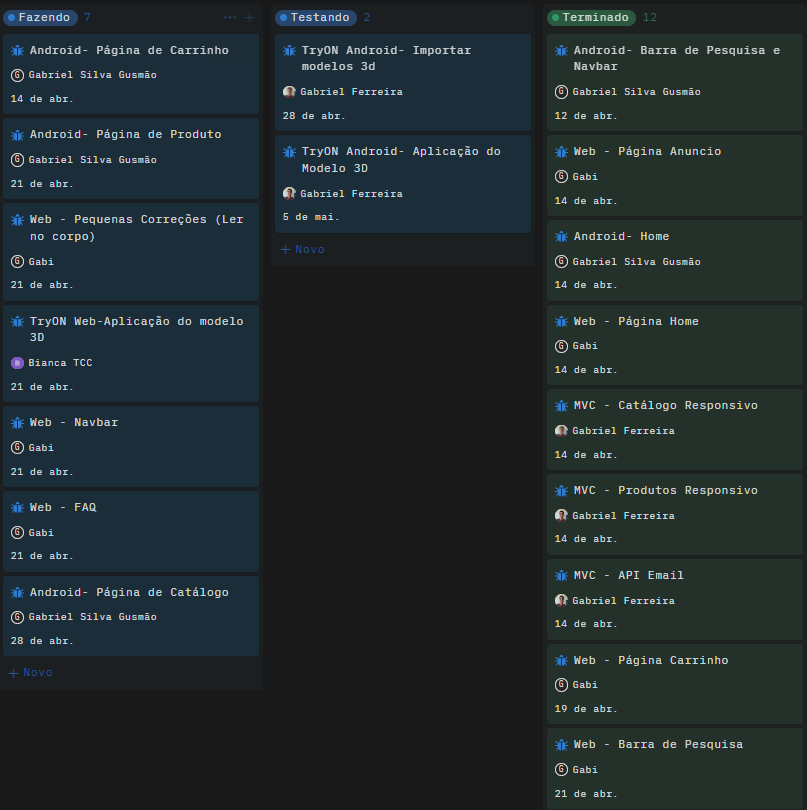 Fazendo 7
Android- Página de Carrinho
G Gabriel Silva Gusmão
14 de abr.
Android- Página de Produto
G Gabriel Silva Gusmão
21 de abr.
Web - Pequenas Correções (Ler
no corpo)
G Gabi
21 de abr.
TryON Web-Aplicação do modelo
3D
Bianca TCC
21 de abr.
Web - Navbar
G Gabi
21 de abr.
Web - FAQ
G Gabi
21 de abr.
Android- Página de Catálogo
G Gabriel Silva Gusmão
28 de abr.
+ Novo
Testando 2
TryON Android- Importar
modelos 3d
Gabriel Ferreira
28 de abr.
TryON Android- Aplicação do
Modelo 3D
Gabriel Ferreira
5 de mai.
+ Novo
Terminado 12
Android- Barra de Pesquisa e
Navbar
G Gabriel Silva Gusmão
12 de abr.
Web - Página Anuncio
G Gabi
14 de abr.
Android- Home
G Gabriel Silva Gusmão
14 de abr.
Web - Página Home
G Gabi
14 de abr.
MVC - Catálogo Responsivo
Gabriel Ferreira
14 de abr.
MVC - Produtos Responsivo
Gabriel Ferreira
14 de abr.
MVC - API Email
Gabriel Ferreira
14 de abr.
Web - Página Carrinho
G Gabi
19 de abr.
Web - Barra de Pesquisa
G Gabi
21 de abr.